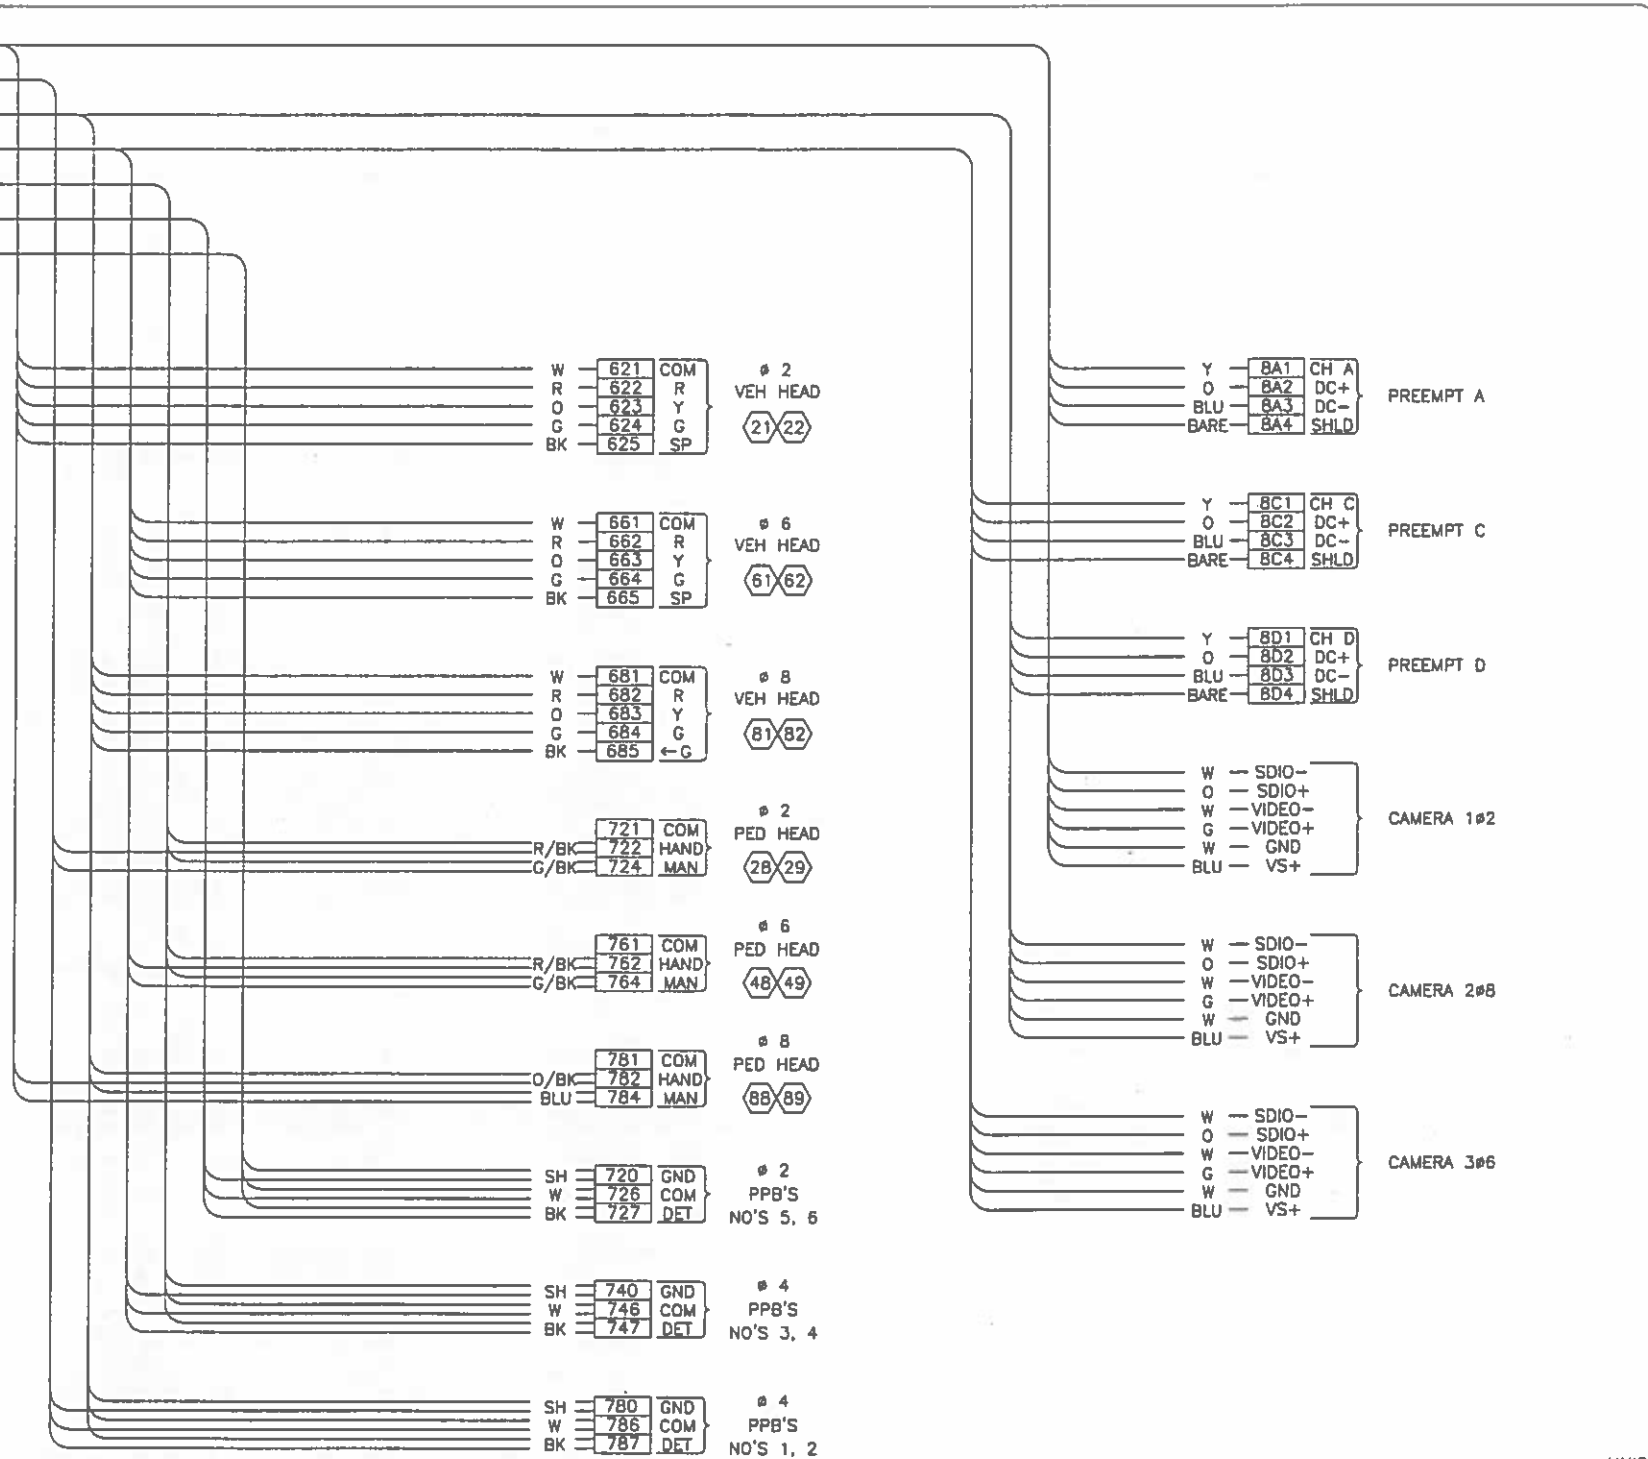 W 621 COM ø 2
R 622 R VEH HEAD
O 623 Y
G 624 G 21 22
BK 625 SP
W 661 COM ø 6
R 662 R VEH HEAD
O 663 Y
G 664 G 61 62
BK 665 SP
W 681 COM ø 8
R 682 R VEH HEAD
O 683 Y
G 684 G 81 82
BK 685 ←G
ø 2
721 COM PED HEAD
R/BK 722 HAND
G/BK 724 MAN 28 29
ø 6
761 COM PED HEAD
R/BK 762 HAND
G/BK 764 MAN 48 49
ø 8
781 COM PED HEAD
O/BK 782 HAND
BLU 784 MAN 88 89
SH 720 GND ø 2
W 726 COM PPB'S
BK 727 DET NO'S 5, 6
SH 740 GND ø 4
W 746 COM PPB'S
BK 747 DET NO'S 3, 4
SH 780 GND ø 4
W 786 COM PPB'S
BK 787 DET NO'S 1, 2
Y 8A1 CH A
O 8A2 DC+
PREEMPT A
BLU 8A3 DC-
BARE 8A4 SHLD
Y 8C1 CH C
O 8C2 DC+
PREEMPT C
BLU 8C3 DC-
BARE 8C4 SHLD
Y 8D1 CH D
O 8D2 DC+
PREEMPT D
BLU 8D3 DC-
BARE 8D4 SHLD
W SDIO-
O SDIO+
W VIDEO-
CAMERA 1ø2
G VIDEO+
W GND
BLU VS+
W SDIO-
O SDIO+
W VIDEO-
CAMERA 2ø8
G VIDEO+
W GND
BLU VS+
W SDIO-
O SDIO+
W VIDEO-
CAMERA 3ø6
G VIDEO+
W GND
BLU VS+